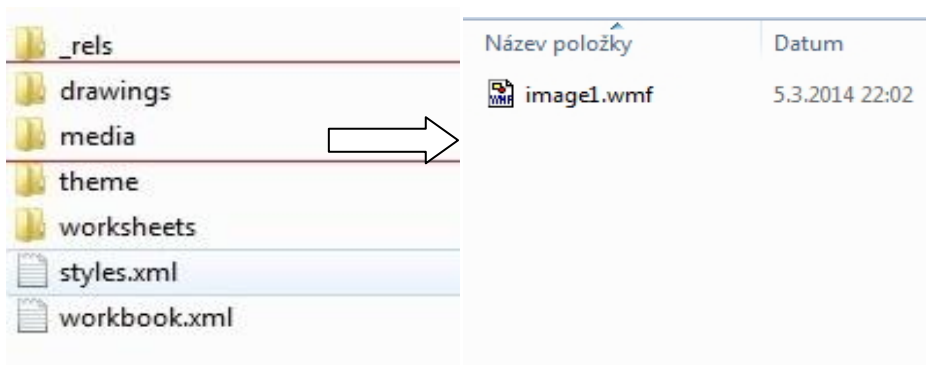 _rels
drawings
media
theme
worksheets
styles.xml
workbook.xml
Název položky Datum
image1.wmf 5.3.2014 22:02